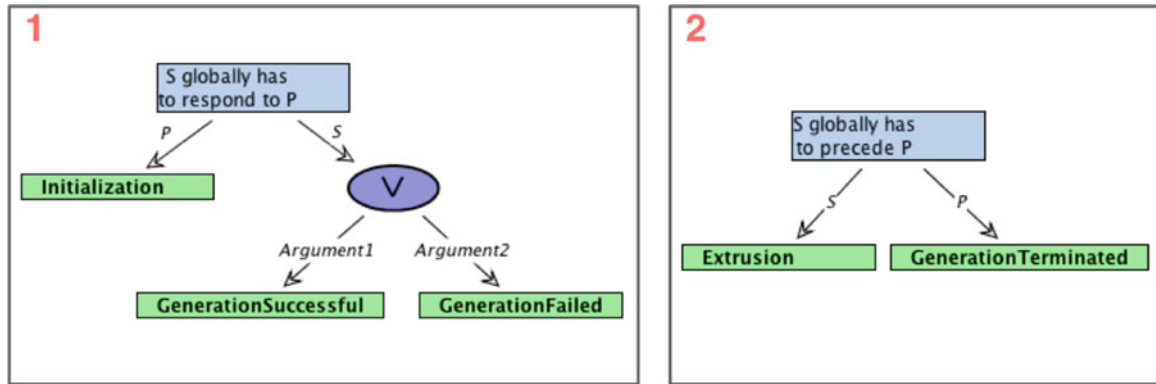 1
S globally has
to respond to P
P
S
Initialization
V
Argument1
Argument2
GenerationSuccessful
GenerationFailed
2
S globally has
to precede P
S
P
Extrusion
GenerationTerminated